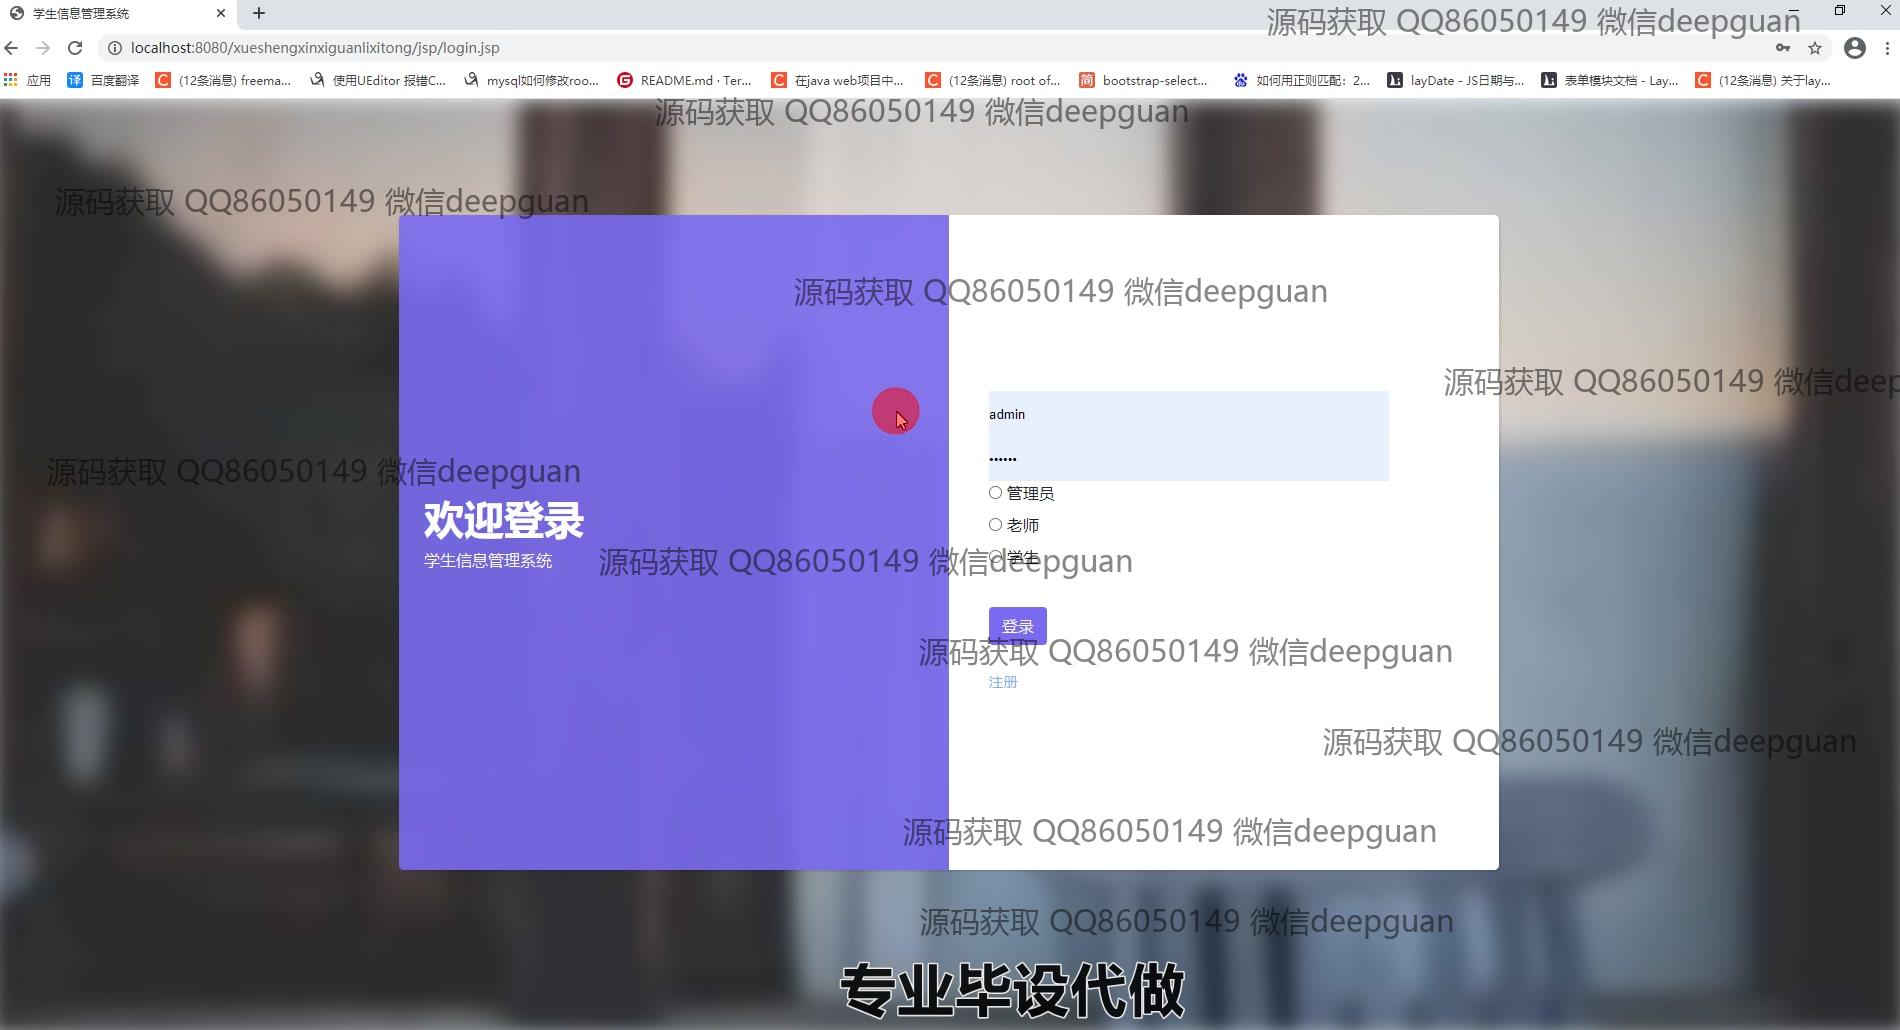 学生信息管理系统
源码获取 QQ86050149 微信deepguan
localhost:8080/xueshengxinxiguanlixitong/jsp/login.jsp
应用 百度翻译 (12条消息) freema... 使用UEditor 报错C... mysql如何修改roo... README.md · Ter... 在java web项目中... (12条消息) root of... bootstrap-select... 如何用正则匹配：2... layDate - JS日期与... 表单模块文档 - Lay... (12条消息) 关于lay...
源码获取 QQ86050149 微信deepguan
源码获取 QQ86050149 微信deepguan
源码获取 QQ86050149 微信deepguan
源码获取 QQ86050149 微信deep
admin
源码获取 QQ86050149 微信deepguan
••••••
管理员
欢迎登录
老师
学生信息管理系统
源码获取 QQ86050149 微信deepguan
学生
登录
源码获取 QQ86050149 微信deepguan
注册
源码获取 QQ86050149 微信deepguan
源码获取 QQ86050149 微信deepguan
源码获取 QQ86050149 微信deepguan
专业毕设代做